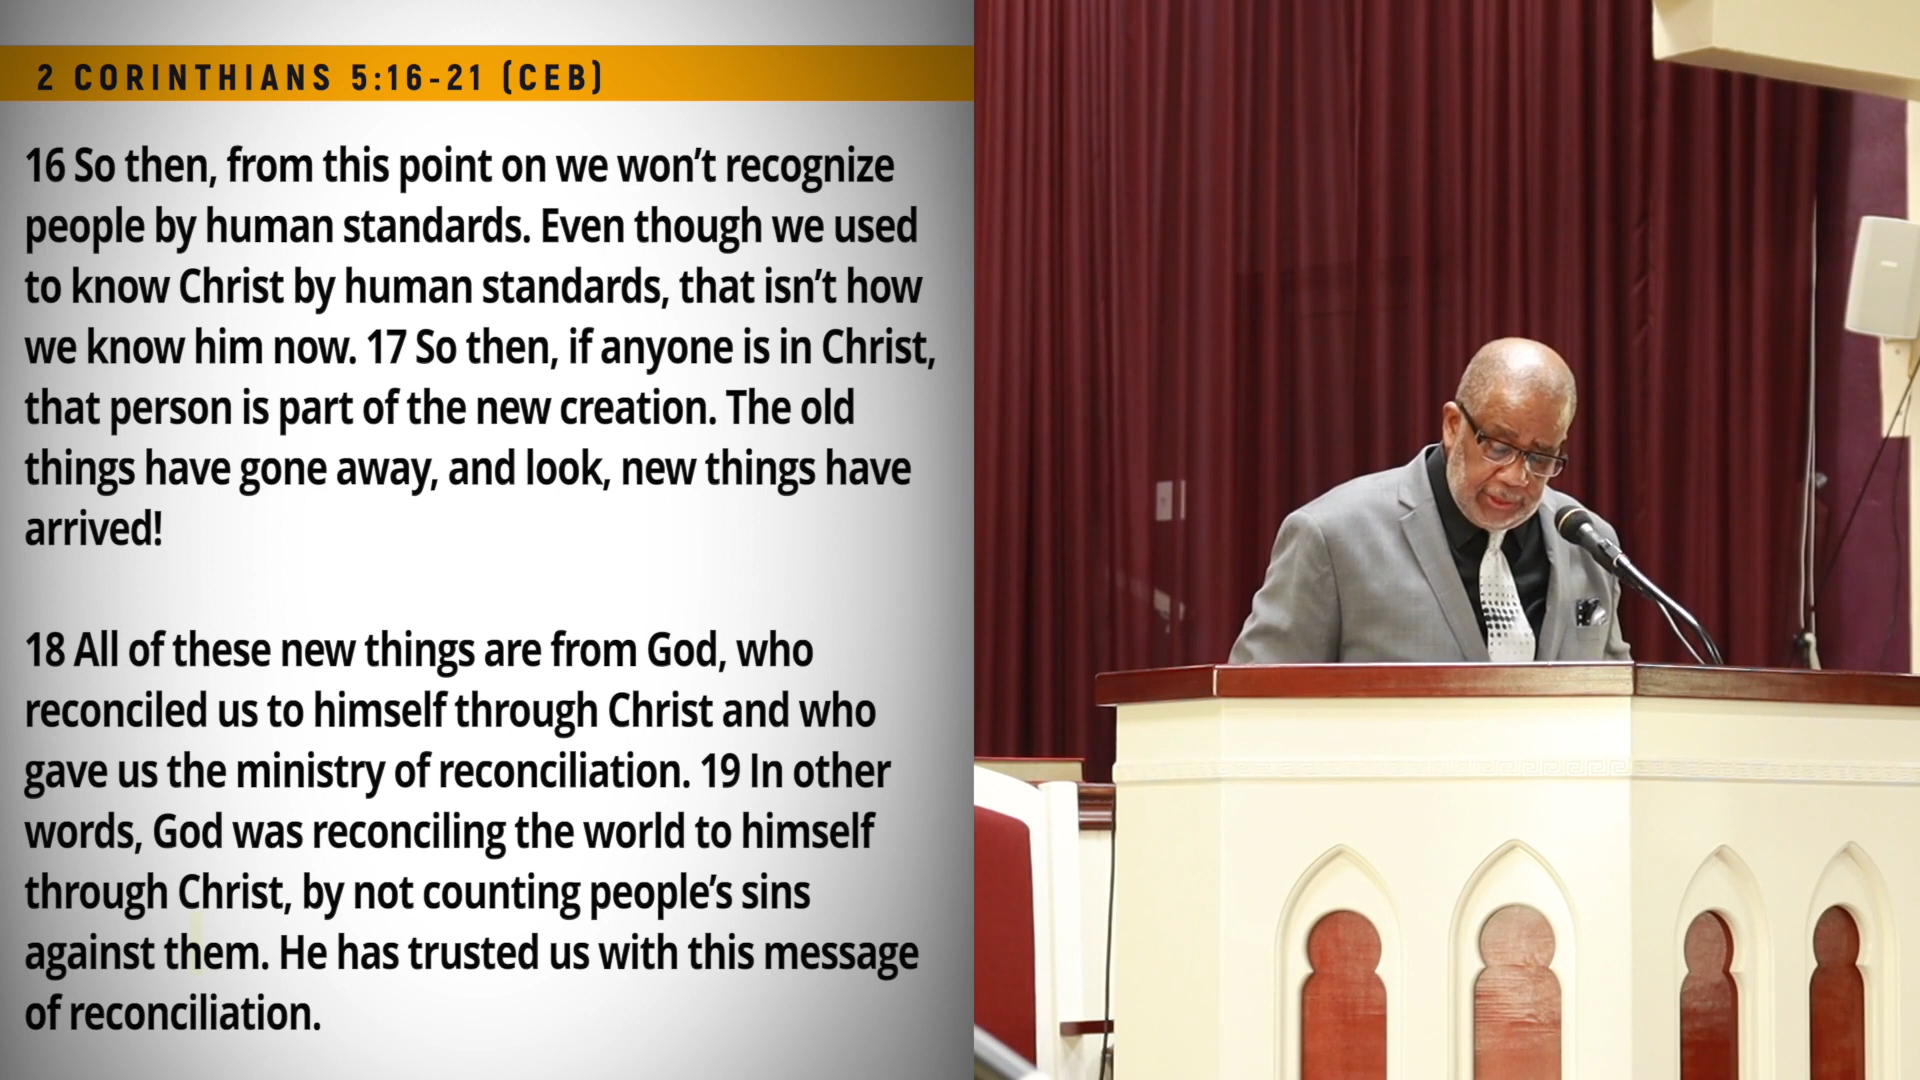 2 CORINTHIANS 5:16-21 (CEB)
16 So then, from this point on we won’t recognize
people by human standards. Even though we used
to know Christ by human standards, that isn’t how
we know him now. 17 So then, if anyone is in Christ,
that person is part of the new creation. The old
things have gone away, and look, new things have
arrived!
18 All of these new things are from God, who
reconciled us to himself through Christ and who
gave us the ministry of reconciliation. 19 In other
words, God was reconciling the world to himself
through Christ, by not counting people’s sins
against them. He has trusted us with this message
of reconciliation.